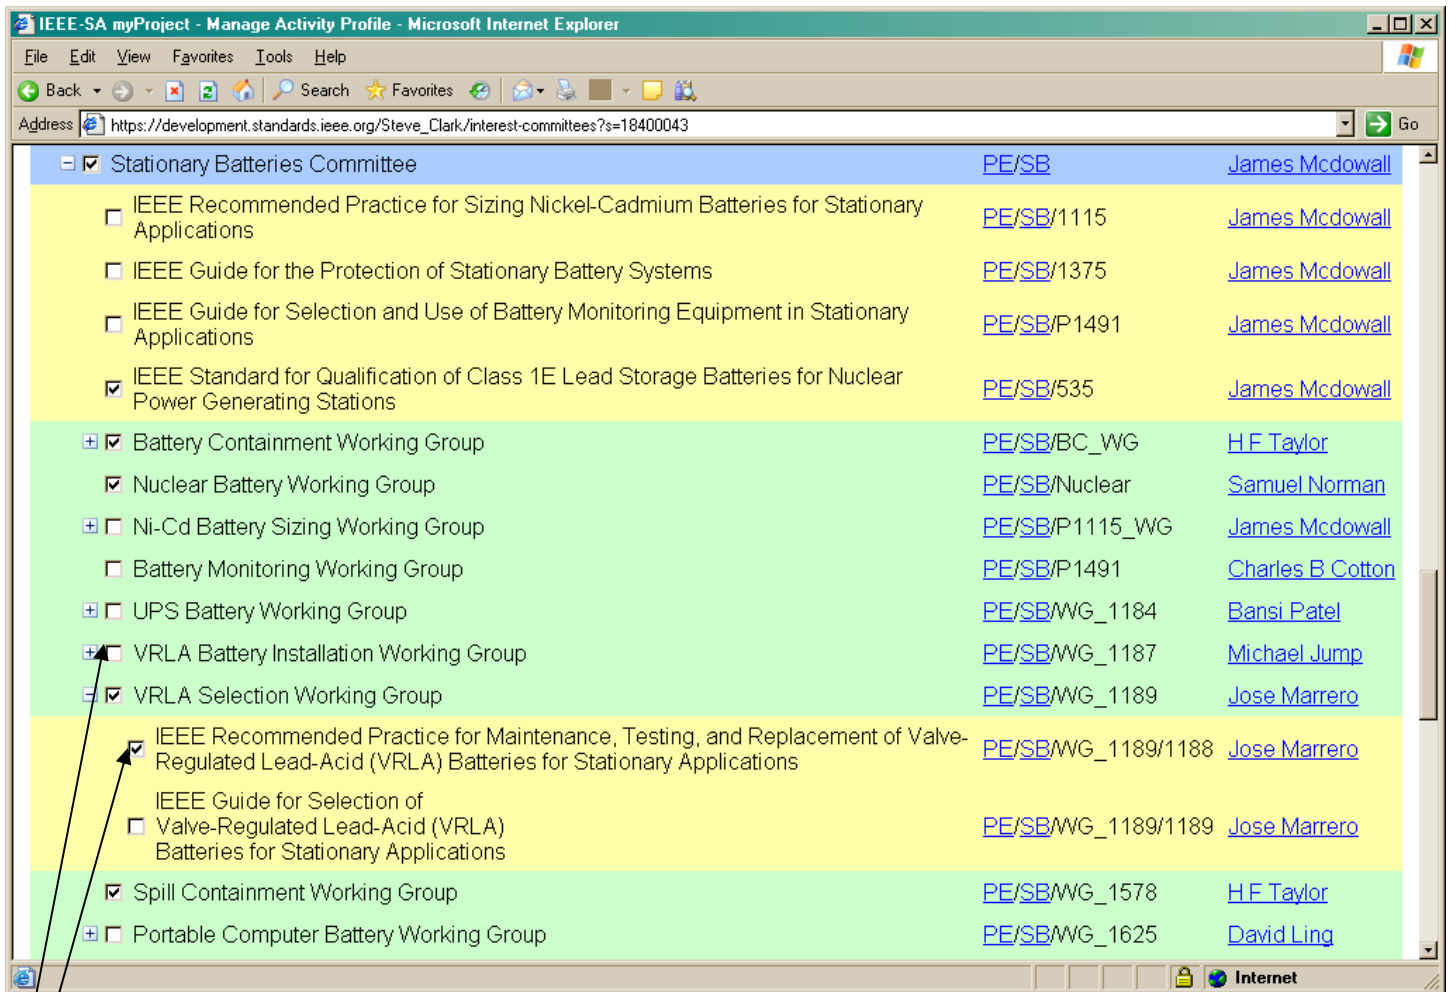 IEEE-SA myProject - Manage Activity Profile - Microsoft Internet Explorer
File Edit View Favorites Tools Help
Back Search Favorites
Address https://development.standards.ieee.org/Steve_Clark/interest-committees?s=18400043 Go
Stationary Batteries Committee PE/SB James Mcdowall
IEEE Recommended Practice for Sizing Nickel-Cadmium Batteries for Stationary
Applications PE/SB/1115 James Mcdowall
IEEE Guide for the Protection of Stationary Battery Systems PE/SB/1375 James Mcdowall
IEEE Guide for Selection and Use of Battery Monitoring Equipment in Stationary
Applications PE/SB/P1491 James Mcdowall
IEEE Standard for Qualification of Class 1E Lead Storage Batteries for Nuclear
Power Generating Stations PE/SB/535 James Mcdowall
Battery Containment Working Group PE/SB/BC_WG H F Taylor
Nuclear Battery Working Group PE/SB/Nuclear Samuel Norman
Ni-Cd Battery Sizing Working Group PE/SB/P1115_WG James Mcdowall
Battery Monitoring Working Group PE/SB/P1491 Charles B Cotton
UPS Battery Working Group PE/SB/WG_1184 Bansi Patel
VRLA Battery Installation Working Group PE/SB/WG_1187 Michael Jump
VRLA Selection Working Group PE/SB/WG_1189 Jose Marrero
IEEE Recommended Practice for Maintenance, Testing, and Replacement of Valve-
Regulated Lead-Acid (VRLA) Batteries for Stationary Applications PE/SB/WG_1189/1188 Jose Marrero
IEEE Guide for Selection of
Valve-Regulated Lead-Acid (VRLA) PE/SB/WG_1189/1189 Jose Marrero
Batteries for Stationary Applications
Spill Containment Working Group PE/SB/WG_1578 H F Taylor
Portable Computer Battery Working Group PE/SB/WG_1625 David Ling
Internet